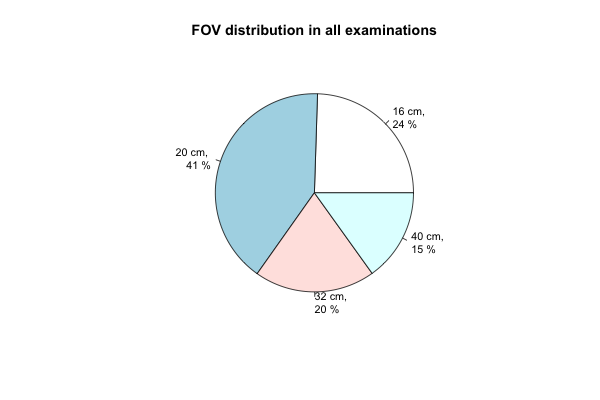 FOV distribution in all examinations
16 cm,
24 %
20 cm,
41 %
40 cm,
15 %
32 cm,
20 %